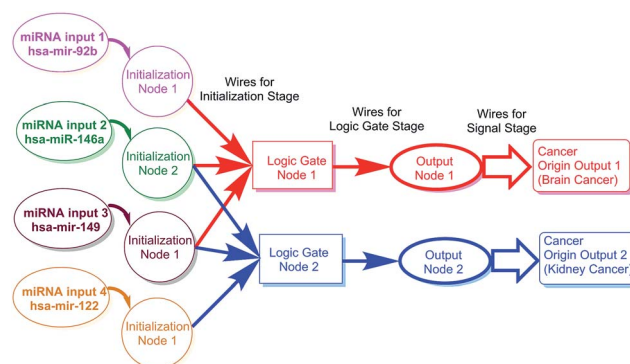 miRNA input 1
hsa-mir-92b
Initialization
Node 1
Wires for
Initialization Stage
Wires for
Logic Gate Stage
Wires for
Signal Stage
miRNA input 2
hsa-miR-146a
Initialization
Node 2
Logic Gate
Node 1
Output
Node 1
Cancer
Origin Output 1
(Brain Cancer)
miRNA input 3
hsa-mir-149
Initialization
Node 1
Logic Gate
Node 2
Output
Node 2
Cancer
Origin Output 2
(Kidney Cancer)
miRNA input 4
hsa-mir-122
Initialization
Node 1